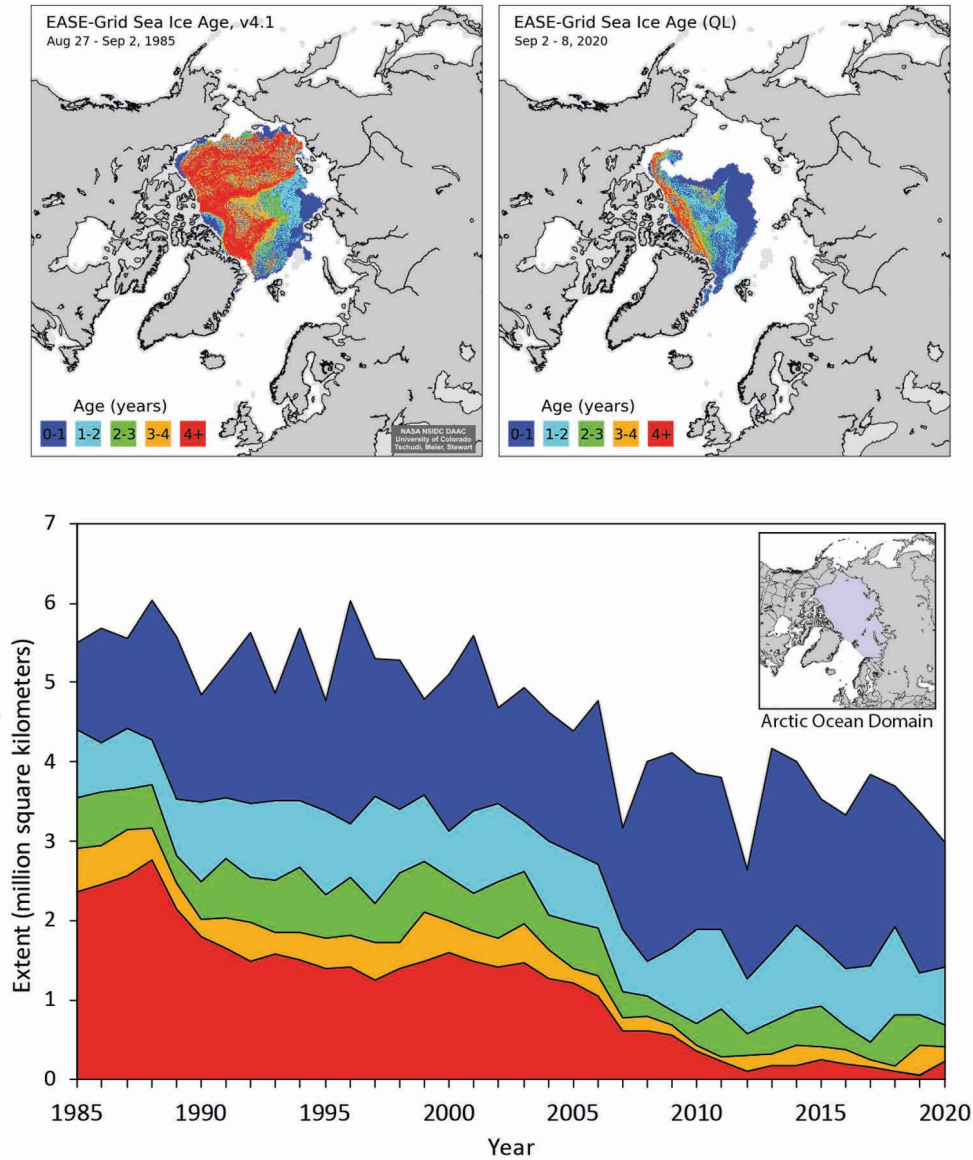 EASE-Grid Sea Ice Age, v4.1
Aug 27 - Sep 2, 1985
Age (years)
0-1 1-2 2-3 3-4 4+
NASA NSIDC DAAC
University of Colorado
Tschudi, Meier, Stewart
EASE-Grid Sea Ice Age (QL)
Sep 2 - 8, 2020
Age (years)
0-1 1-2 2-3 3-4 4+
Extent (million square kilometers)
7
6
5
4
3
2
1
0
Arctic Ocean Domain
1985 1990 1995 2000 2005 2010 2015 2020
Year